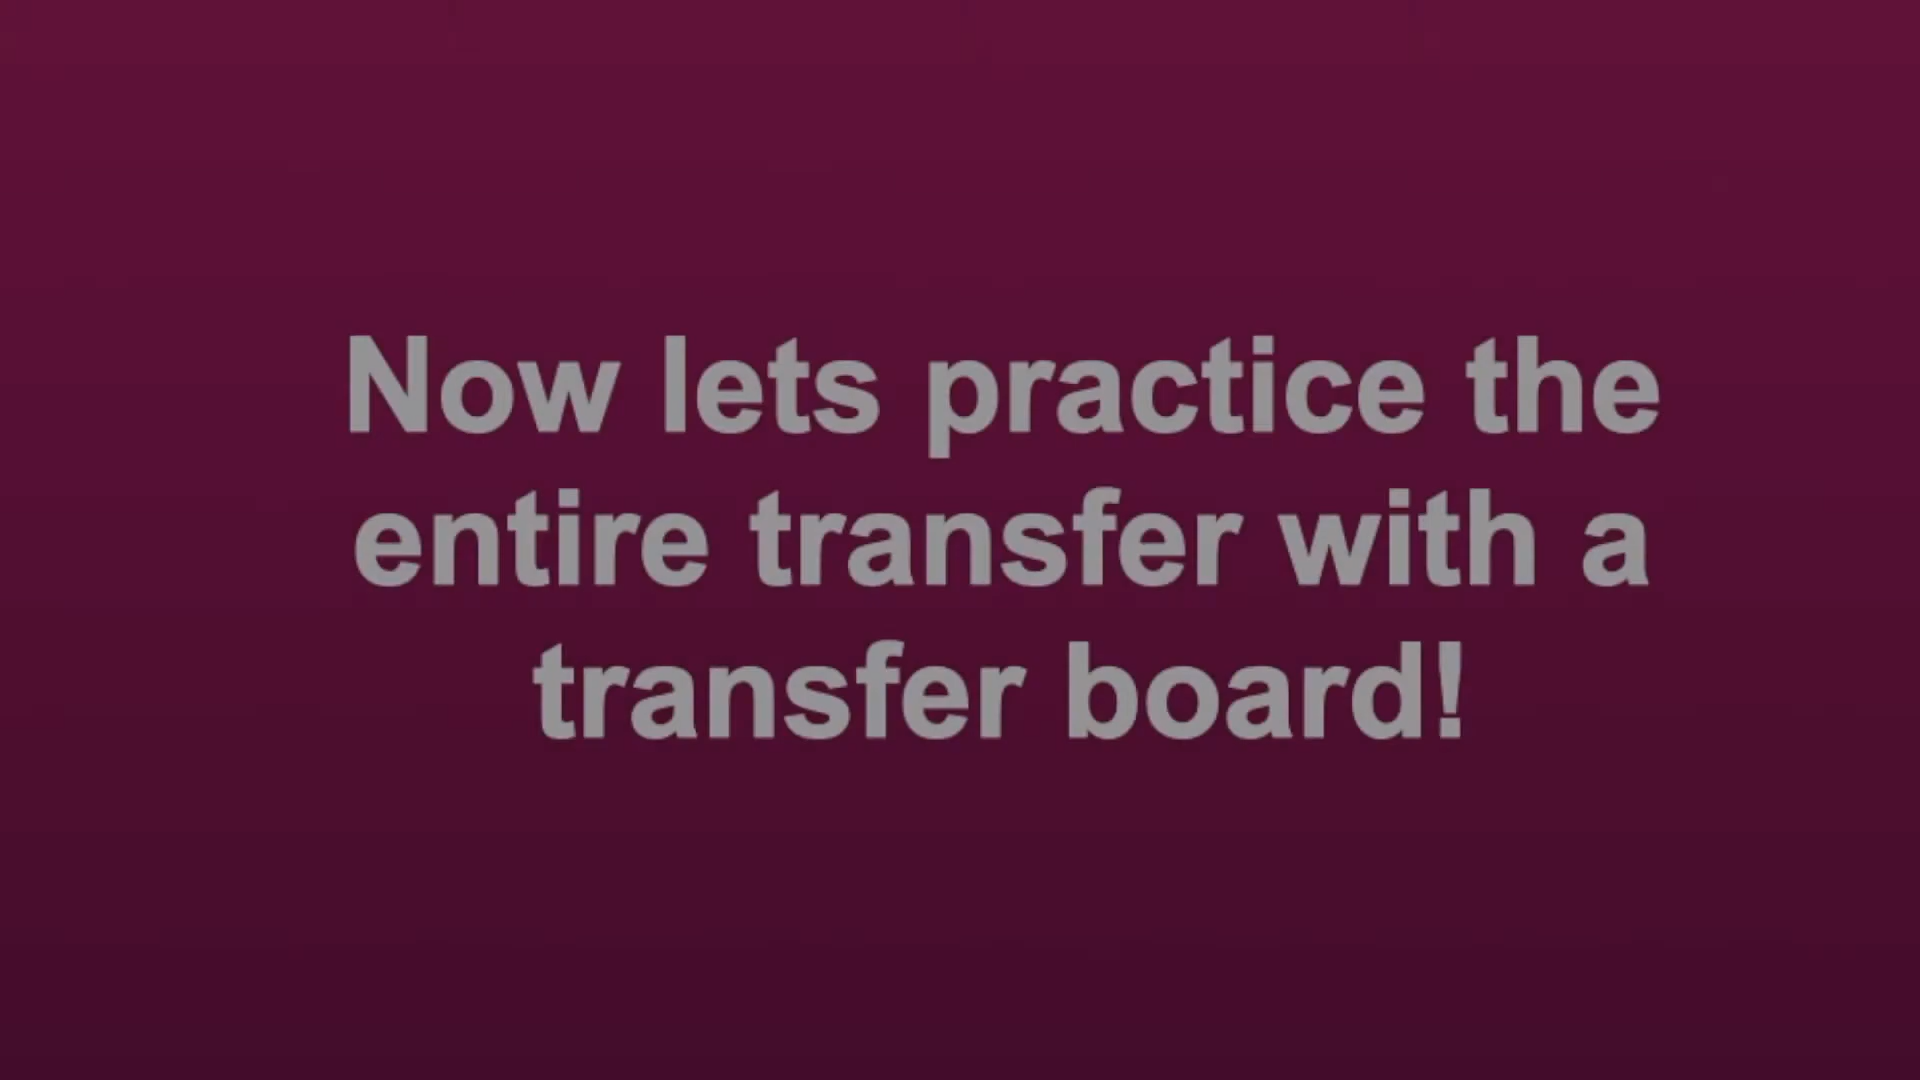 Now lets practice the
entire transfer with a
transfer board!